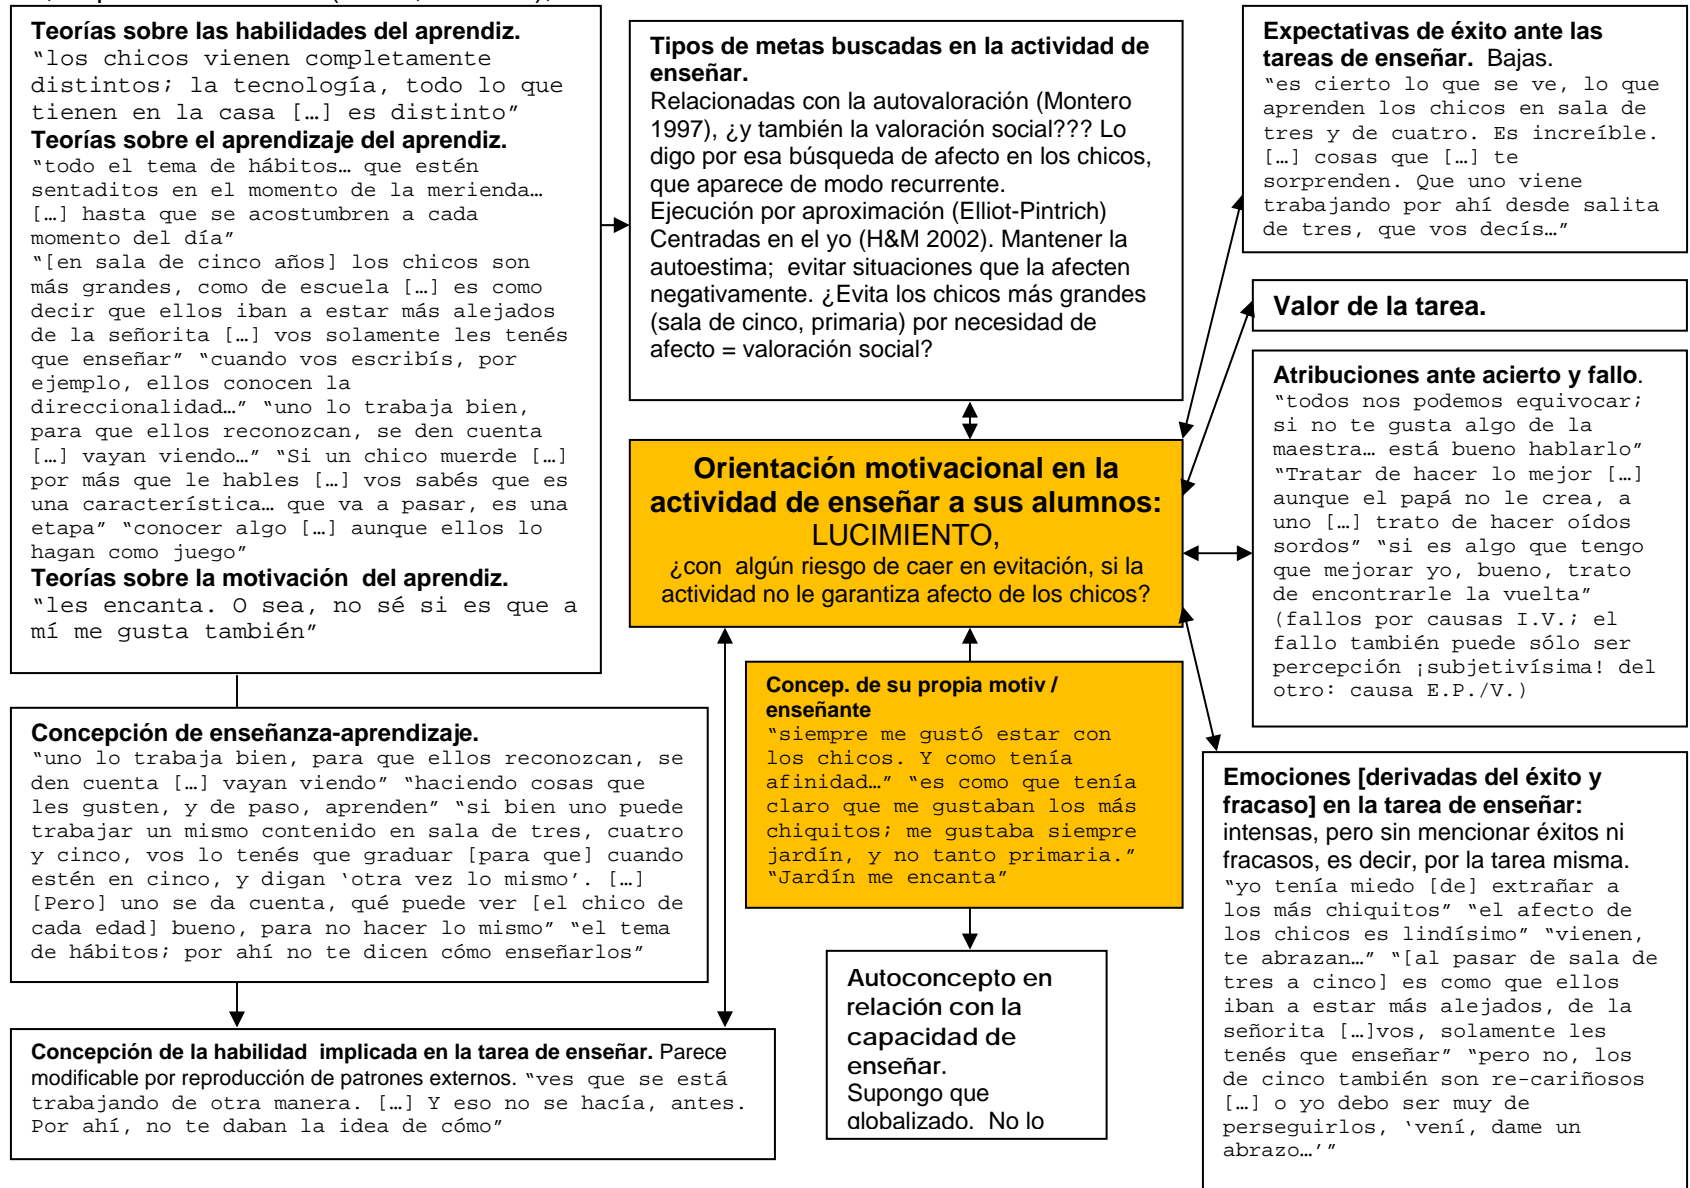 Teorías sobre las habilidades del aprendiz.
“los chicos vienen completamente
distintos; la tecnología, todo lo que
tienen en la casa […] es distinto”
Teorías sobre el aprendizaje del aprendiz.
“todo el tema de hábitos… que estén
sentaditos en el momento de la merienda…
[…] hasta que se acostumbren a cada
momento del día”
“[en sala de cinco años] los chicos son
más grandes, como de escuela […] es como
decir que ellos iban a estar más alejados
de la señorita […] vos solamente les tenés
que enseñar” “cuando vos escribís, por
ejemplo, ellos conocen la
direccionalidad…” “uno lo trabaja bien,
para que ellos reconozcan, se den cuenta
[…] vayan viendo…” “Si un chico muerde […]
por más que le hables […] vos sabés que es
una característica… que va a pasar, es una
etapa” “conocer algo […] aunque ellos lo
hagan como juego”
Teorías sobre la motivación del aprendiz.
“les encanta. O sea, no sé si es que a
mí me gusta también”
Tipos de metas buscadas en la actividad de
enseñar.
Relacionadas con la autovaloración (Montero
1997), ¿y también la valoración social??? Lo
digo por esa búsqueda de afecto en los chicos,
que aparece de modo recurrente.
Ejecución por aproximación (Elliot-Pintrich)
Centradas en el yo (H&M 2002). Mantener la
autoestima; evitar situaciones que la afecten
negativamente. ¿Evita los chicos más grandes
(sala de cinco, primaria) por necesidad de
afecto = valoración social?
Expectativas de éxito ante las
tareas de enseñar. Bajas.
“es cierto lo que se ve, lo que
aprenden los chicos en sala de
tres y de cuatro. Es increíble.
[…] cosas que […] te
sorprenden. Que uno viene
trabajando por ahí desde salita
de tres, que vos decís…”
Valor de la tarea.
Atribuciones ante acierto y fallo.
“todos nos podemos equivocar;
si no te gusta algo de la
maestra… está bueno hablarlo”
“Tratar de hacer lo mejor […]
aunque el papá no le crea, a
uno […] trato de hacer oídos
sordos” “si es algo que tengo
que mejorar yo, bueno, trato
de encontrarle la vuelta”
(fallos por causas I.V.; el
fallo también puede sólo ser
percepción ¡subjetivísima! del
otro: causa E.P./V.)
Orientación motivacional en la
actividad de enseñar a sus alumnos:
LUCIMIENTO,
¿con algún riesgo de caer en evitación, si la
actividad no le garantiza afecto de los chicos?
Concep. de su propia motiv /
enseñante
“siempre me gustó estar con
los chicos. Y como tenía
afinidad…” “es como que tenía
claro que me gustaban los más
chiquitos; me gustaba siempre
jardín, y no tanto primaria.”
“Jardín me encanta”
Concepción de enseñanza-aprendizaje.
“uno lo trabaja bien, para que ellos reconozcan, se
den cuenta […] vayan viendo” “haciendo cosas que
les gusten, y de paso, aprenden” “si bien uno puede
trabajar un mismo contenido en sala de tres, cuatro
y cinco, vos lo tenés que graduar [para que] cuando
estén en cinco, y digan ‘otra vez lo mismo’. […]
[Pero] uno se da cuenta, qué puede ver [el chico de
cada edad] bueno, para no hacer lo mismo” “el tema
de hábitos; por ahí no te dicen cómo enseñarlos”
Emociones [derivadas del éxito y
fracaso] en la tarea de enseñar:
intensas, pero sin mencionar éxitos ni
fracasos, es decir, por la tarea misma.
“yo tenía miedo [de] extrañar a
los más chiquitos” “el afecto de
los chicos es lindísimo” “vienen,
te abrazan…” “[al pasar de sala de
tres a cinco] es como que ellos
iban a estar más alejados, de la
señorita […]vos, solamente les
tenés que enseñar” “pero no, los
de cinco también son re-cariñosos
[…] o yo debo ser muy de
perseguirlos, ‘vení, dame un
abrazo…’”
Autoconcepto en
relación con la
capacidad de
enseñar.
Supongo que
globalizado. No lo
Concepción de la habilidad implicada en la tarea de enseñar. Parece
modificable por reproducción de patrones externos. “ves que se está
trabajando de otra manera. […] Y eso no se hacía, antes.
Por ahí, no te daban la idea de cómo”